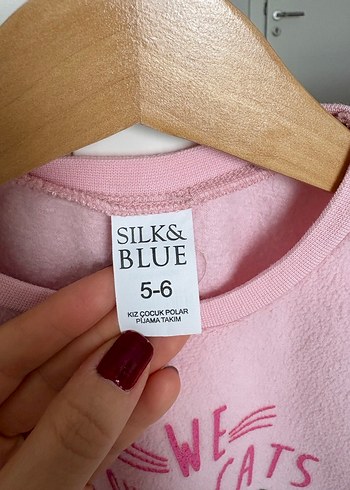 SILK&
BLUE
5-6
KIZ ÇOCUK POLAR
PİJAMA TAKIM
WE
CATS